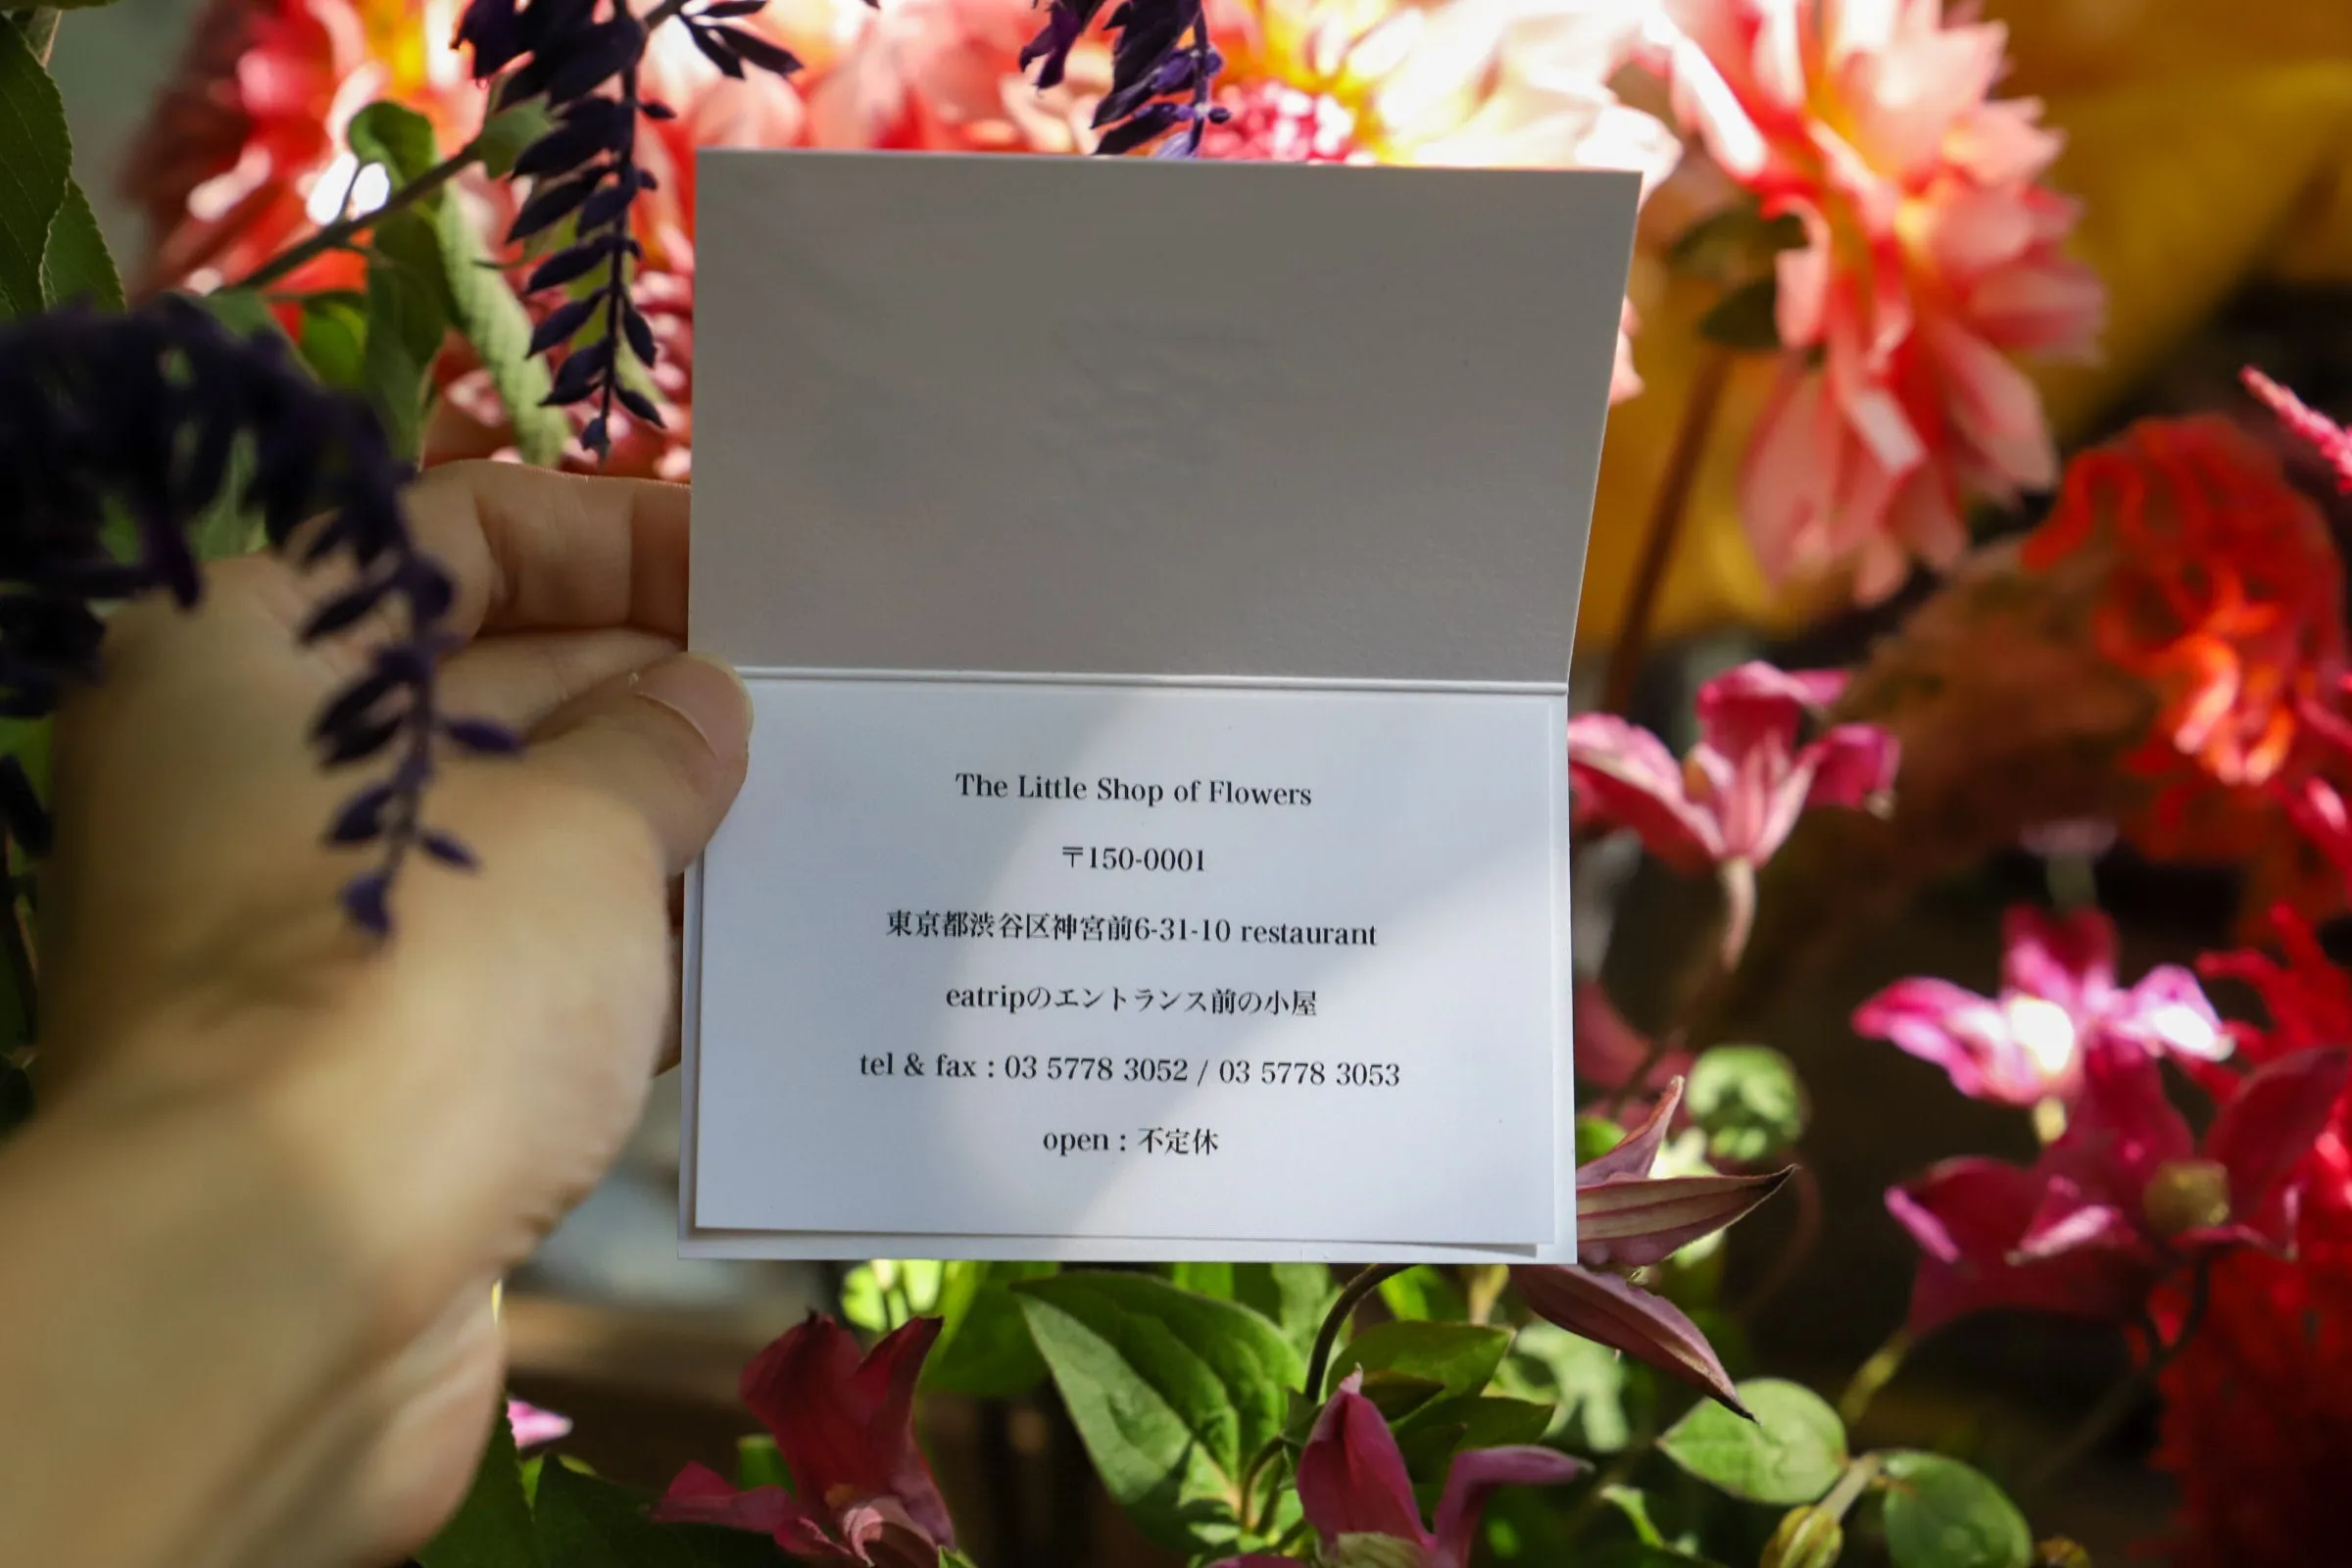 The Little Shop of Flowers
〒150-0001
東京都渋谷区神宮前6-31-10 restaurant
eatripのエントランス前の小屋
tel & fax : 03 5778 3052 / 03 5778 3053
open : 不定休